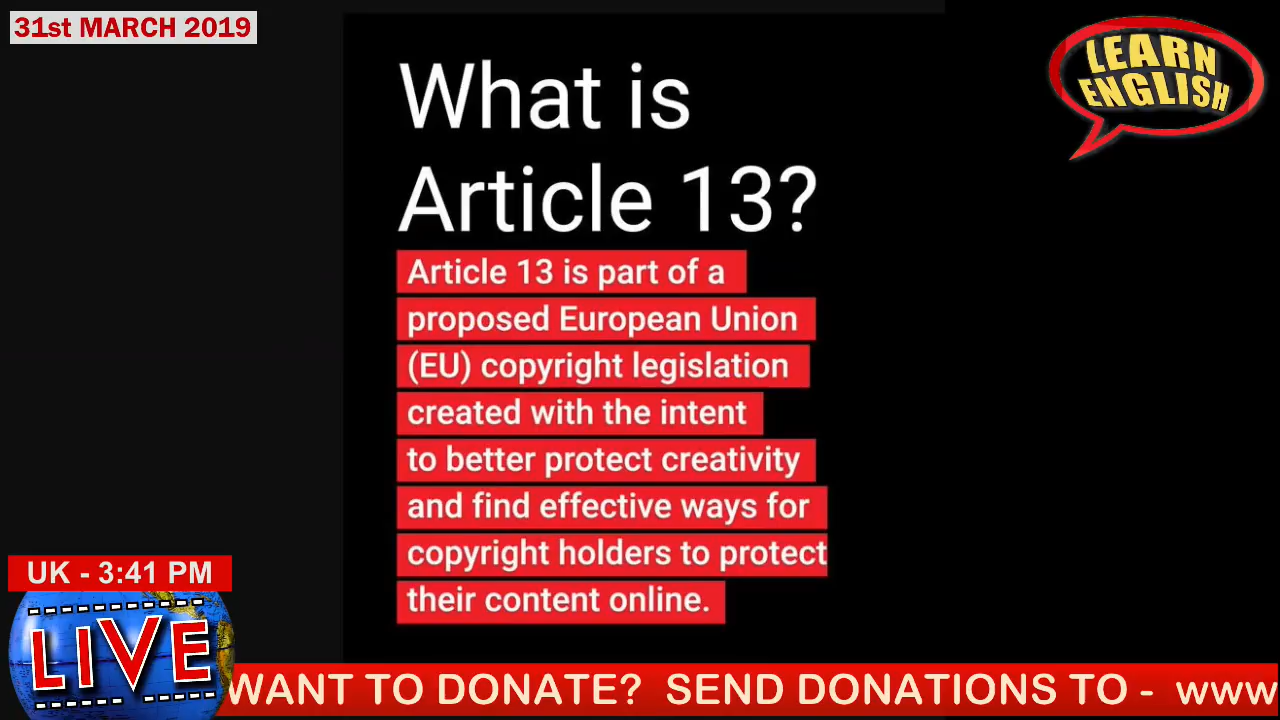 31st MARCH 2019
LEARN
ENGLISH
What is
Article 13?
Article 13 is part of a
proposed European Union
(EU) copyright legislation
created with the intent
to better protect creativity
and find effective ways for
copyright holders to protect
their content online.
UK - 3:41 PM
LIVE
WANT TO DONATE? SEND DONATIONS TO - www